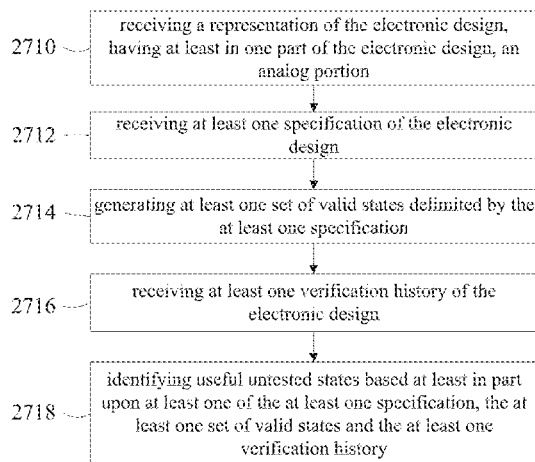 2710
receiving a representation of the electronic design,
having at least in one part of the electronic design, an
analog portion
2712
receiving at least one specification of the electronic
design
2714
generating at least one set of valid states delimited by the
at least one specification
2716
receiving at least one verification history of the
electronic design
2718
identifying useful untested states based at least in part
upon at least one of the at least one specification, the at
least one set of valid states and the at least one
verification history